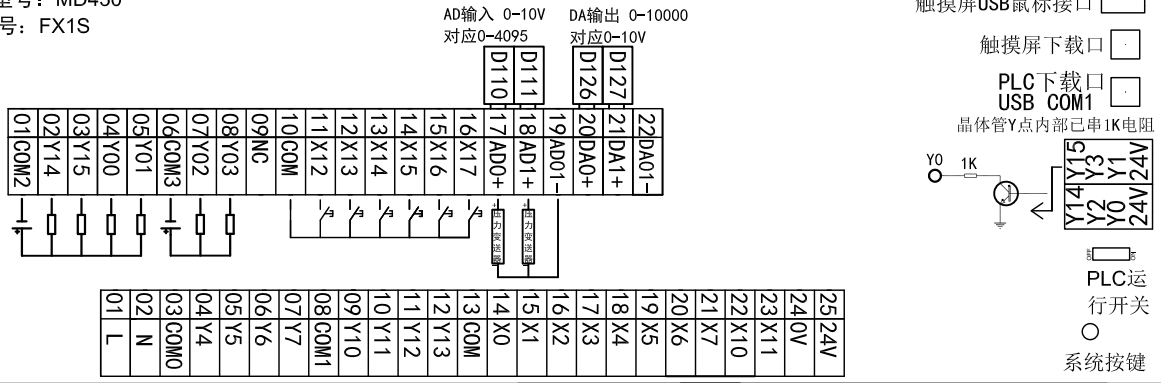 号：MD430
号：FX1S
AD输入 0-10V
对应0-4095
DA输出 0-10000
对应0-10V
D110
D111
D126
D127
01 COM2
02 Y14
03 Y15
04 Y00
05 Y01
06 COM3
07 Y02
08 Y03
09 NC
10 COM
11 X12
12 X13
13 X14
14 X15
15 X16
16 X17
17 AD0+
18 AD1+
19 AD01-
20 DA0+
21 DA1+
22 DA01-
压力变送器
压力变送器
01 L
02 N
03 COM0
04 Y4
05 Y5
06 Y6
07 Y7
08 COM1
09 Y10
10 Y11
11 Y12
12 Y13
13 COM
14 X0
15 X1
16 X2
17 X3
18 X4
19 X5
20 X6
21 X7
22 X10
23 X11
24 0V
25 24V
触摸屏USB鼠标接口
触摸屏下载口
PLC下载口
USB COM1
晶体管Y点内部已串1K电阻
Y0
1K
Y14 Y15
Y2 Y3
Y0 Y1
24V 24V
OFF
ON
PLC运
行开关
系统按键